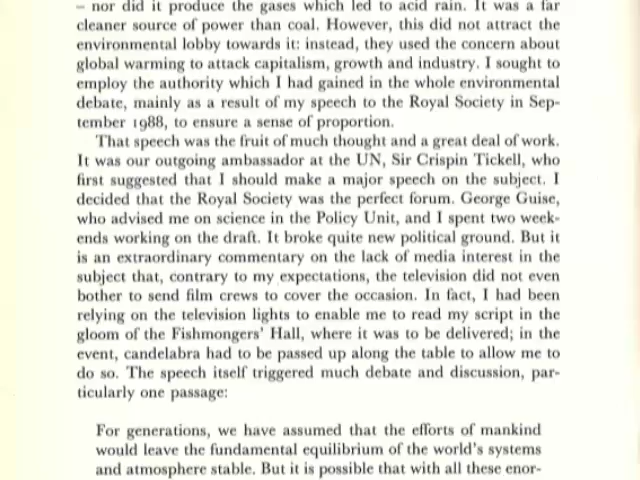 – nor did it produce the gases which led to acid rain. It was a far
cleaner source of power than coal. However, this did not attract the
environmental lobby towards it: instead, they used the concern about
global warming to attack capitalism, growth and industry. I sought to
employ the authority which I had gained in the whole environmental
debate, mainly as a result of my speech to the Royal Society in Sep-
tember 1988, to ensure a sense of proportion.
That speech was the fruit of much thought and a great deal of work.
It was our outgoing ambassador at the UN, Sir Crispin Tickell, who
first suggested that I should make a major speech on the subject. I
decided that the Royal Society was the perfect forum. George Guise,
who advised me on science in the Policy Unit, and I spent two week-
ends working on the draft. It broke quite new political ground. But it
is an extraordinary commentary on the lack of media interest in the
subject that, contrary to my expectations, the television did not even
bother to send film crews to cover the occasion. In fact, I had been
relying on the television lights to enable me to read my script in the
gloom of the Fishmongers' Hall, where it was to be delivered; in the
event, candelabra had to be passed up along the table to allow me to
do so. The speech itself triggered much debate and discussion, par-
ticularly one passage:
For generations, we have assumed that the efforts of mankind
would leave the fundamental equilibrium of the world's systems
and atmosphere stable. But it is possible that with all these enor-